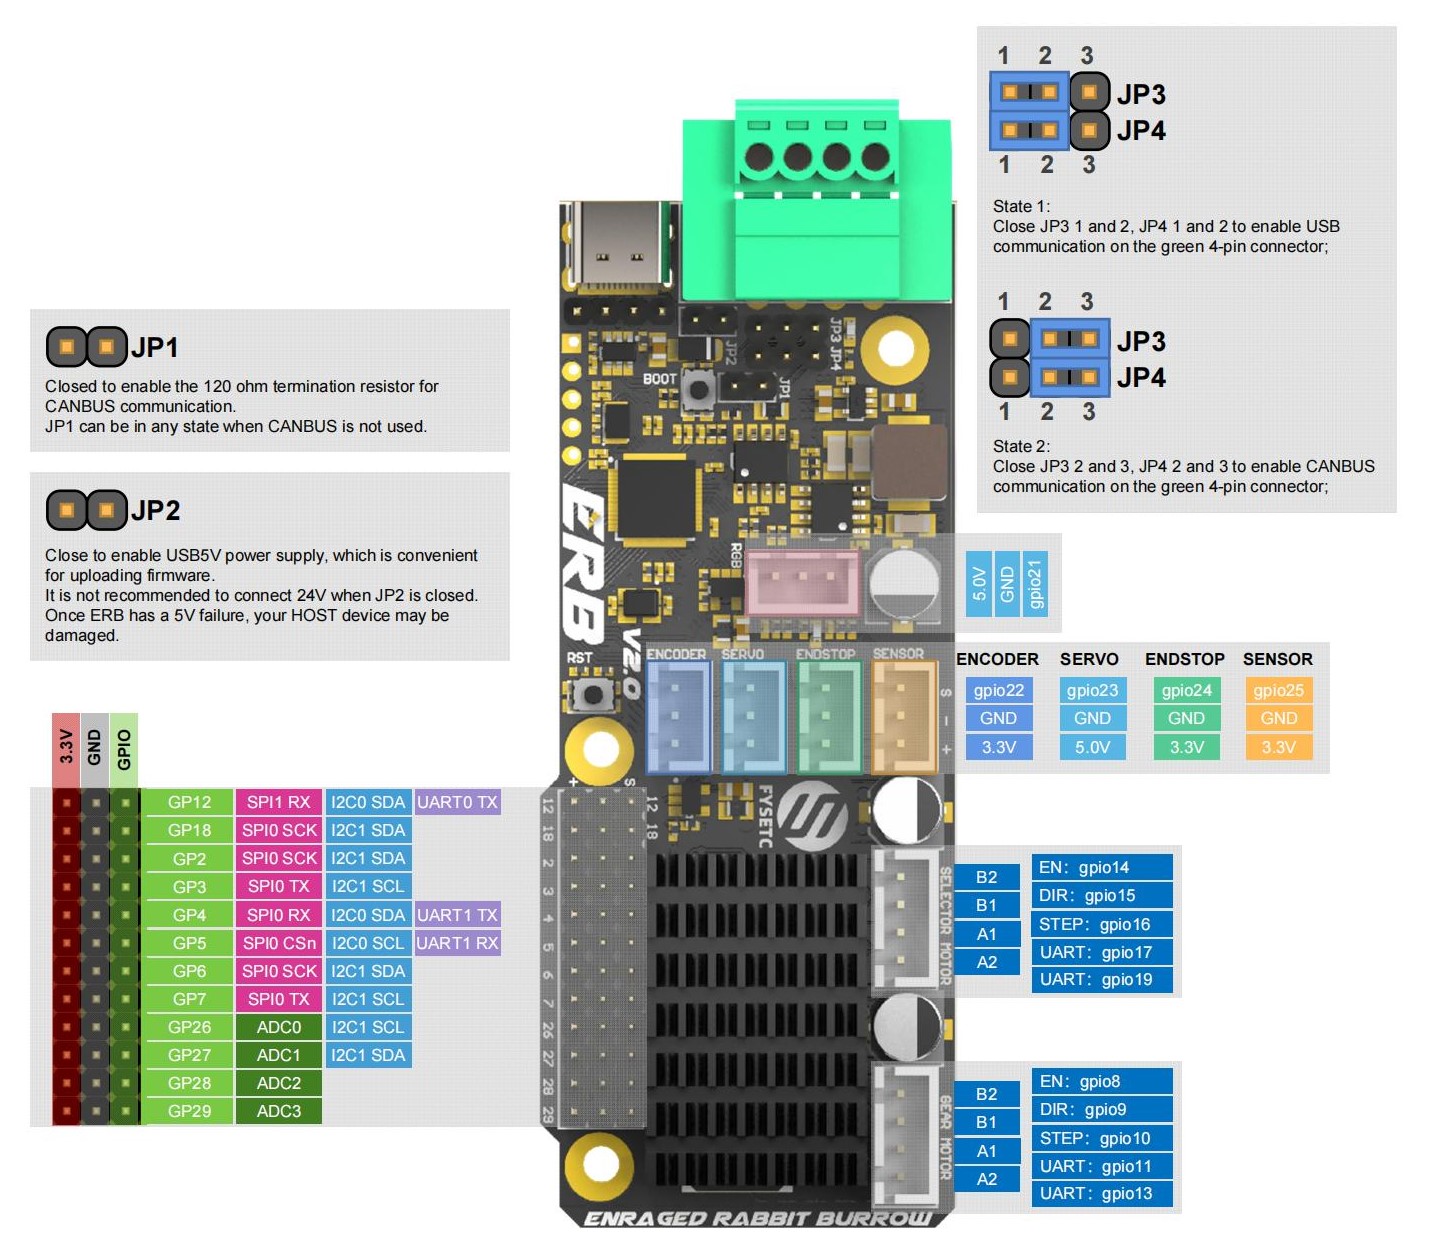 1 2 3
JP3
JP4
1 2 3
State 1:
Close JP3 1 and 2, JP4 1 and 2 to enable USB
communication on the green 4-pin connector;
1 2 3
JP3
JP4
1 2 3
State 2:
Close JP3 2 and 3, JP4 2 and 3 to enable CANBUS
communication on the green 4-pin connector;
JP1
Closed to enable the 120 ohm termination resistor for
CANBUS communication.
JP1 can be in any state when CANBUS is not used.
JP2
Close to enable USB5V power supply, which is convenient
for uploading firmware.
It is not recommended to connect 24V when JP2 is closed.
Once ERB has a 5V failure, your HOST device may be
damaged.
JP2
JP3 JP4
BOOT
JP1
ERB
V2.0
RGB
RST
5.0V
GND
gpio21
ENCODER SERVO ENDSTOP SENSOR
S
-
+
ENCODER SERVO ENDSTOP SENSOR
gpio22 gpio23 gpio24 gpio25
GND GND GND GND
3.3V 5.0V 3.3V 3.3V
3.3V
GND
GPIO
GP12 SPI1 RX I2C0 SDA UART0 TX
GP18 SPI0 SCK I2C1 SDA
GP2 SPI0 SCK I2C1 SDA
GP3 SPI0 TX I2C1 SCL
GP4 SPI0 RX I2C0 SDA UART1 TX
GP5 SPI0 CSn I2C0 SCL UART1 RX
GP6 SPI0 SCK I2C1 SDA
GP7 SPI0 TX I2C1 SCL
GP26 ADC0 I2C1 SCL
GP27 ADC1 I2C1 SDA
GP28 ADC2
GP29 ADC3
+ S
12
18
2
3
4
5
6
7
26
27
28
29
12
18
FYSETC
SELECTOR MOTOR
B2
B1
A1
A2
EN: gpio14
DIR: gpio15
STEP: gpio16
UART: gpio17
UART: gpio19
GEAR MOTOR
B2
B1
A1
A2
EN: gpio8
DIR: gpio9
STEP: gpio10
UART: gpio11
UART: gpio13
ENRAGED RABBIT BURROW